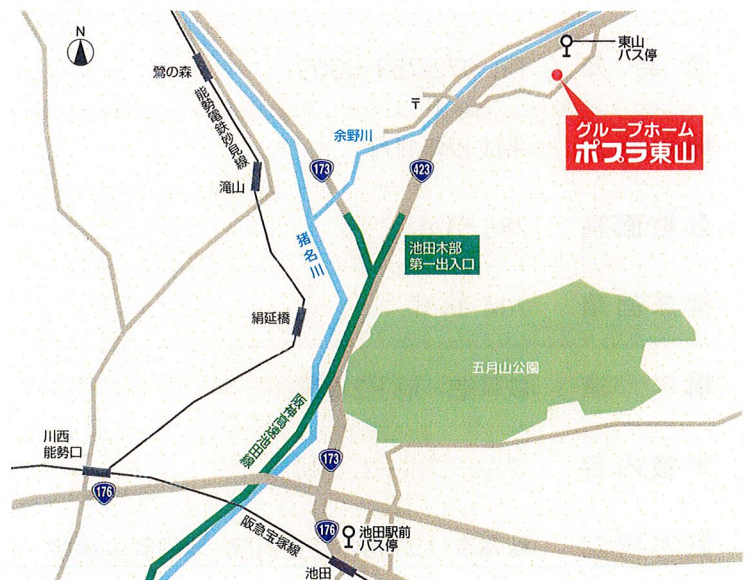 N
鶯の森
能勢電鉄妙見線
滝山
絹延橋
川西
能勢口
176
阪急宝塚線
池田
176
池田駅前
バス停
173
阪神高速池田線
猪名川
173
余野川
〒
423
池田木部
第一出入口
五月山公園
東山
バス停
グループホーム
ポプラ東山